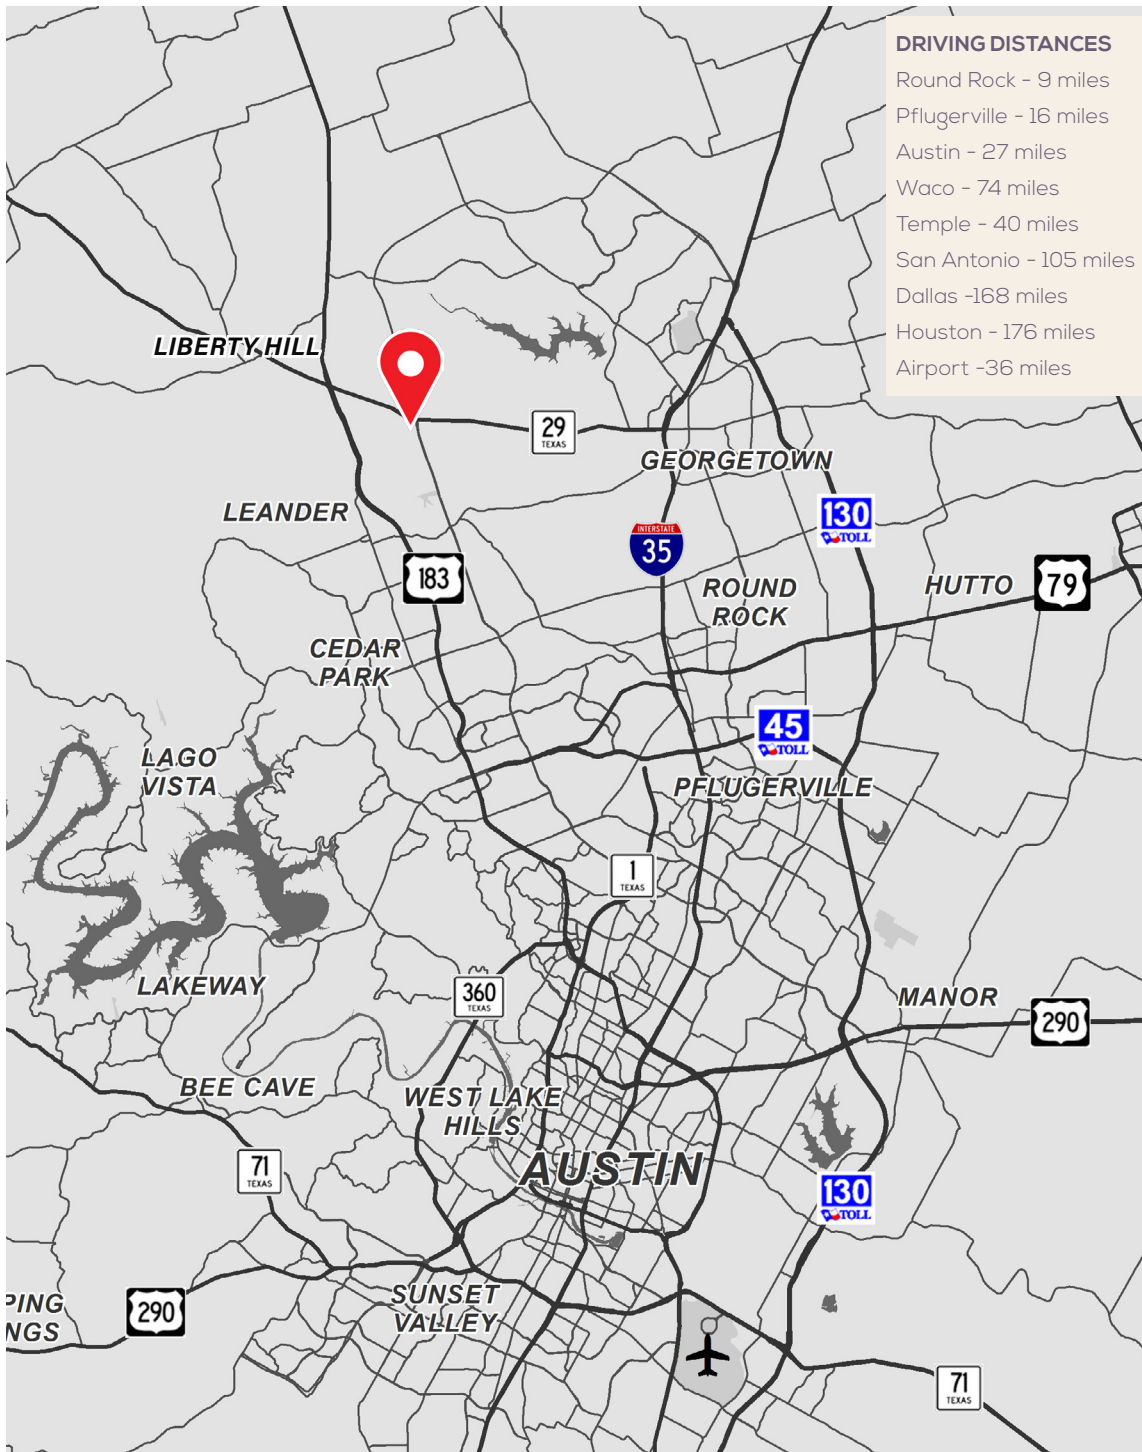 DRIVING DISTANCES
Round Rock - 9 miles
Pflugerville - 16 miles
Austin - 27 miles
Waco - 74 miles
Temple - 40 miles
San Antonio - 105 miles
Dallas -168 miles
Houston - 176 miles
Airport -36 miles
LIBERTY HILL
29
TEXAS
GEORGETOWN
LEANDER
130
TOLL
INTERSTATE
35
183
ROUND
ROCK
HUTTO
79
CEDAR
PARK
45
TOLL
LAGO
VISTA
PFLUGERVILLE
1
TEXAS
LAKEWAY
360
TEXAS
MANOR
290
BEE CAVE
WEST LAKE
HILLS
71
TEXAS
AUSTIN
130
TOLL
PING
NGS
290
SUNSET
VALLEY
71
TEXAS